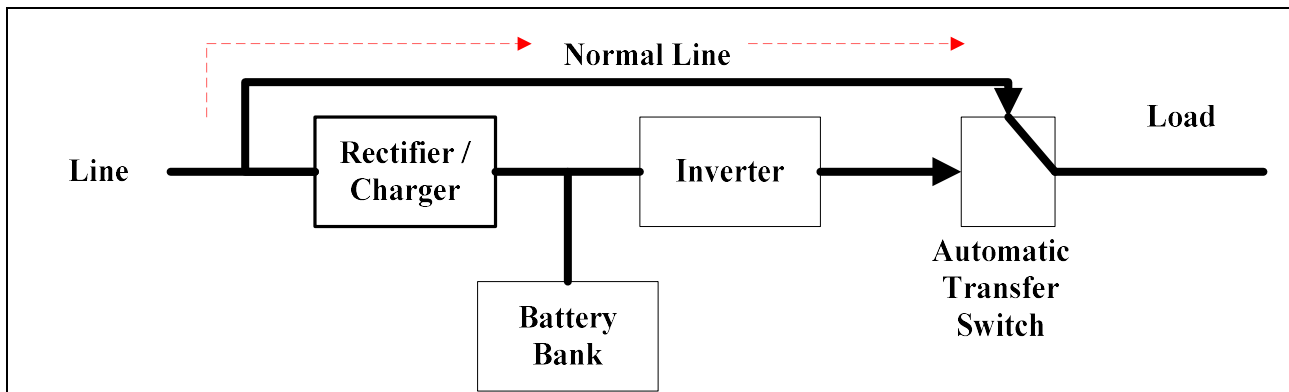 Normal Line
Load
Line
Rectifier /
Charger
Inverter
Automatic
Transfer
Switch
Battery
Bank